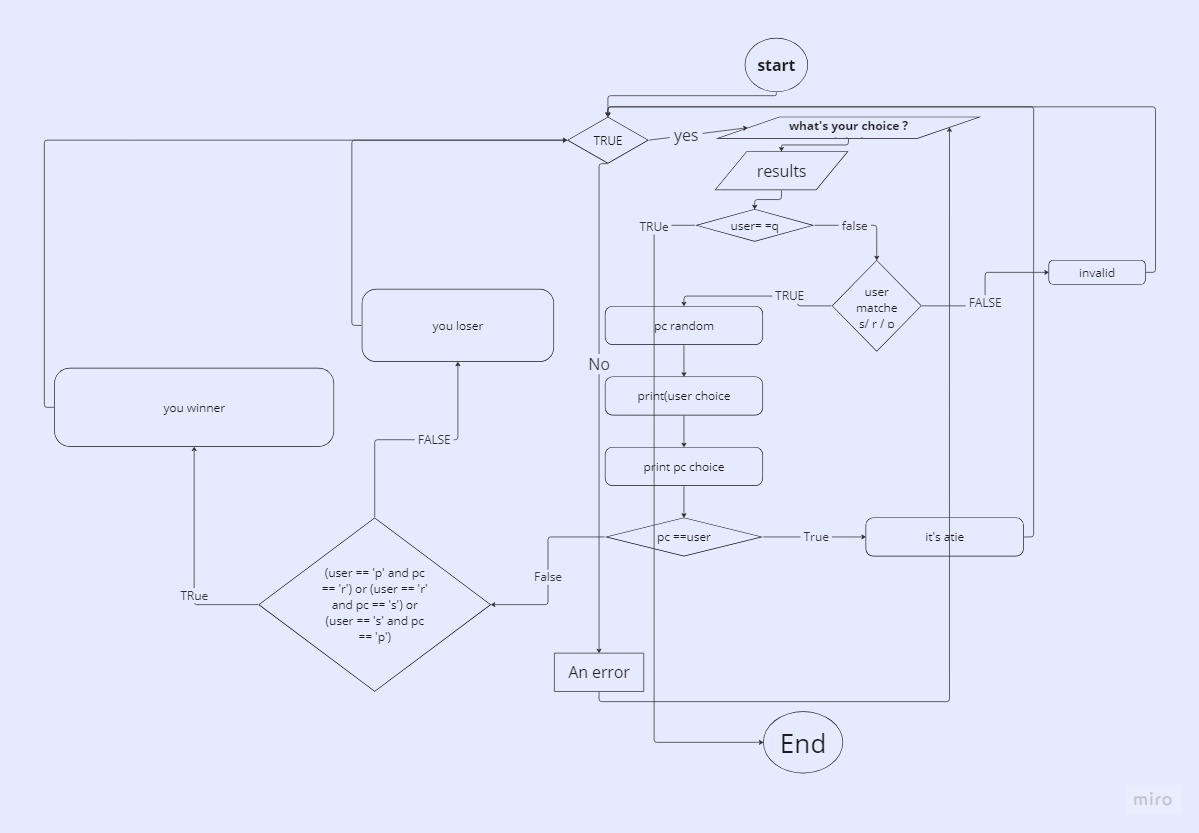 start
TRUE
yes
what's your choice ?
results
TRUe
user= =q
false
user
matche
s/ r / p
TRUE
FALSE
invalid
pc random
you loser
No
print(user choice
you winner
FALSE
print pc choice
pc ==user
True
it's atie
False
(user == 'p' and pc
== 'r') or (user == 'r'
and pc == 's') or
(user == 's' and pc
== 'p')
TRue
An error
End
miro